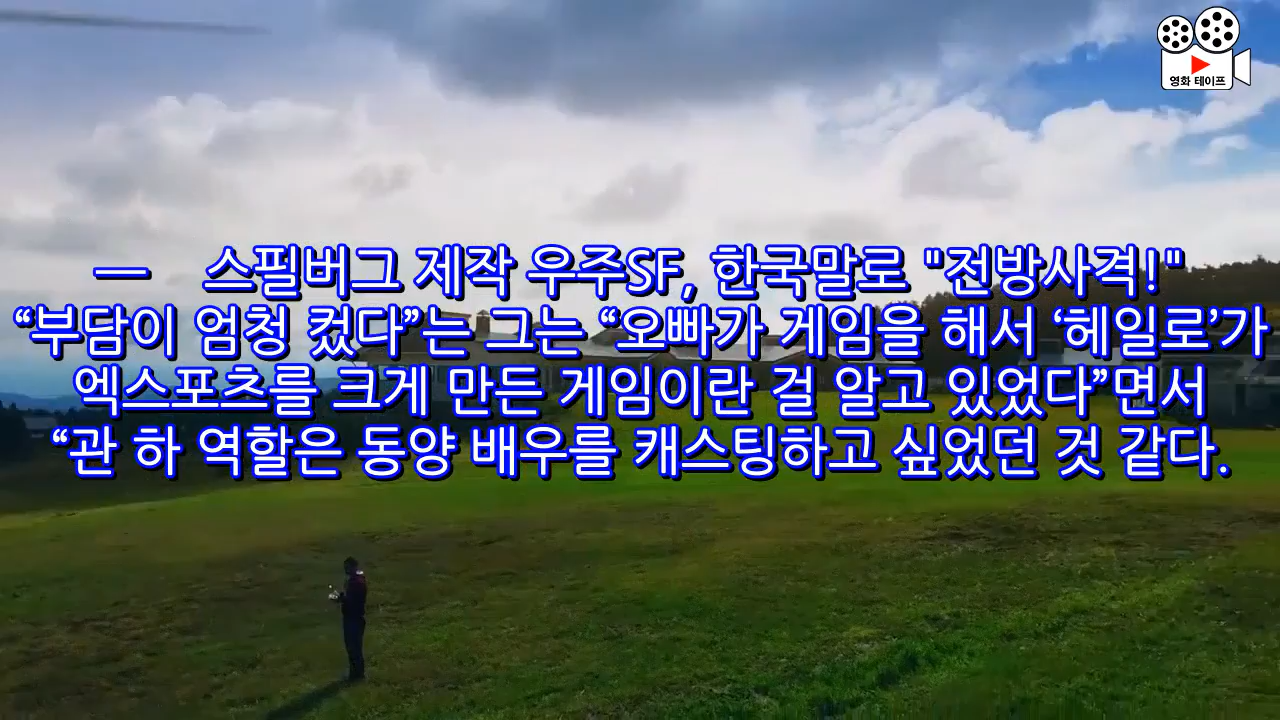 영화 테이프
— 스필버그 제작 우주SF, 한국말로 "전방사격!"
“부담이 엄청 컸다”는 그는 “오빠가 게임을 해서 ‘헤일로’가
엑스포츠를 크게 만든 게임이란 걸 알고 있었다”면서
“관 하 역할은 동양 배우를 캐스팅하고 싶었던 것 같다.